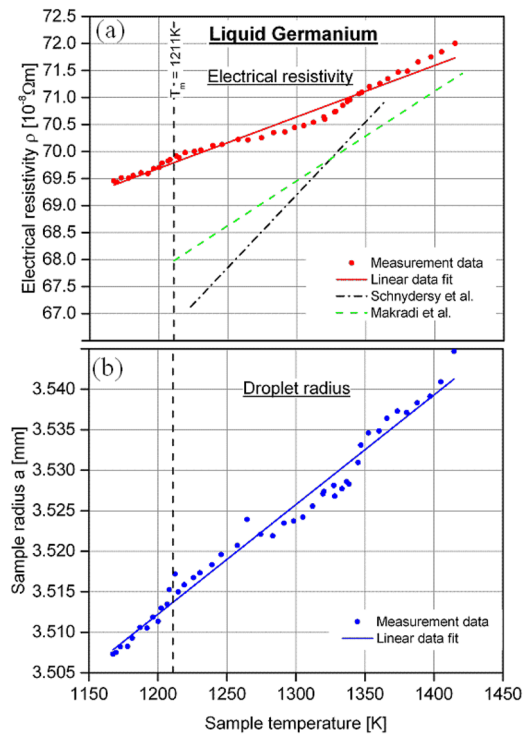 (a)
Liquid Germanium
Electrical resistivity
T_m = 1211K
Electrical resistivity ρ [10⁻⁸Ωm]
72.5
72.0
71.5
71.0
70.5
70.0
69.5
69.0
68.5
68.0
67.5
67.0
Measurement data
Linear data fit
Schnydersy et al.
Makradi et al.
(b)
Droplet radius
Sample radius a [mm]
3.540
3.535
3.530
3.525
3.520
3.515
3.510
3.505
Measurement data
Linear data fit
1150 1200 1250 1300 1350 1400 1450
Sample temperature [K]